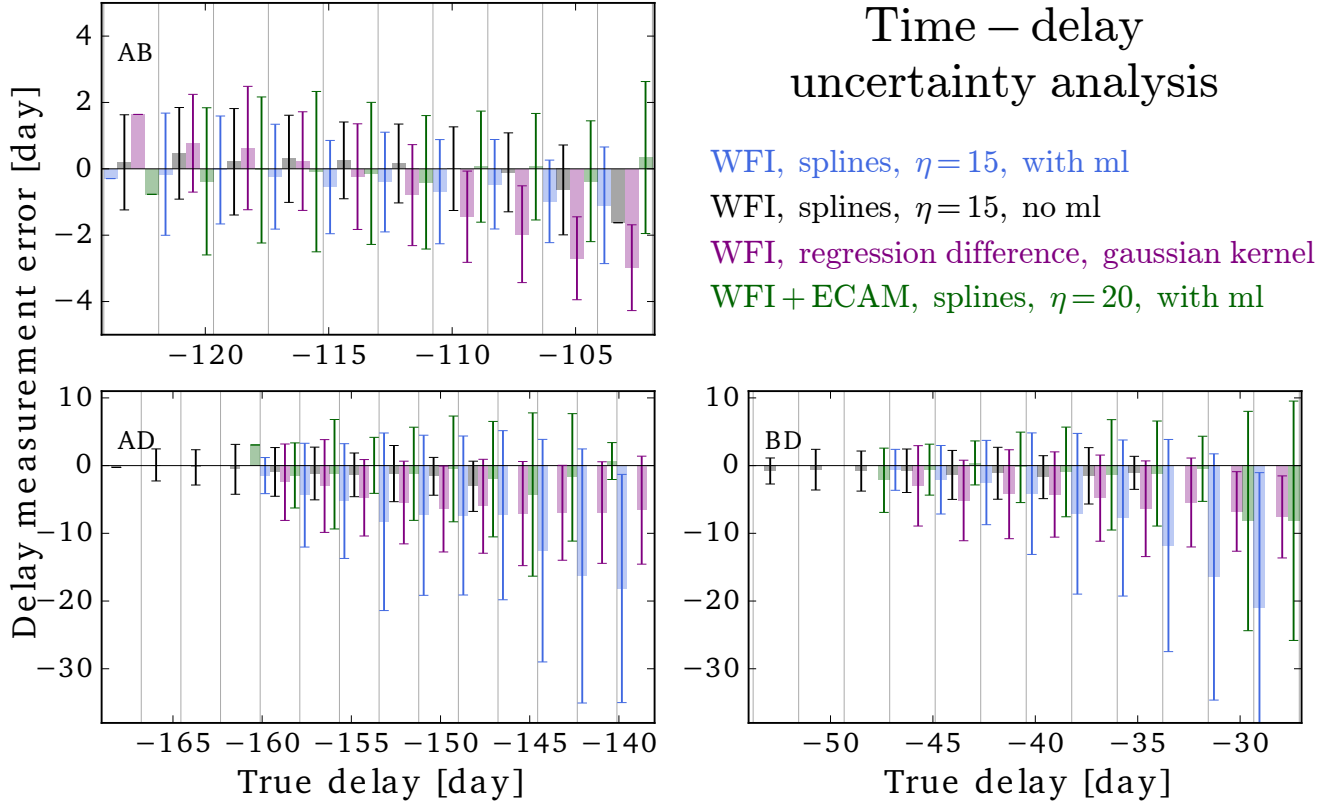 Time − delay
uncertainty analysis
WFI, splines, η = 15, with ml
WFI, splines, η = 15, no ml
WFI, regression difference, gaussian kernel
WFI + ECAM, splines, η = 20, with ml
Delay measurement error [day]
AB
4
2
0
−2
−4
−120 −115 −110 −105
AD
10
0
−10
−20
−30
−165 −160 −155 −150 −145 −140
True delay [day]
BD
10
0
−10
−20
−30
−50 −45 −40 −35 −30
True delay [day]